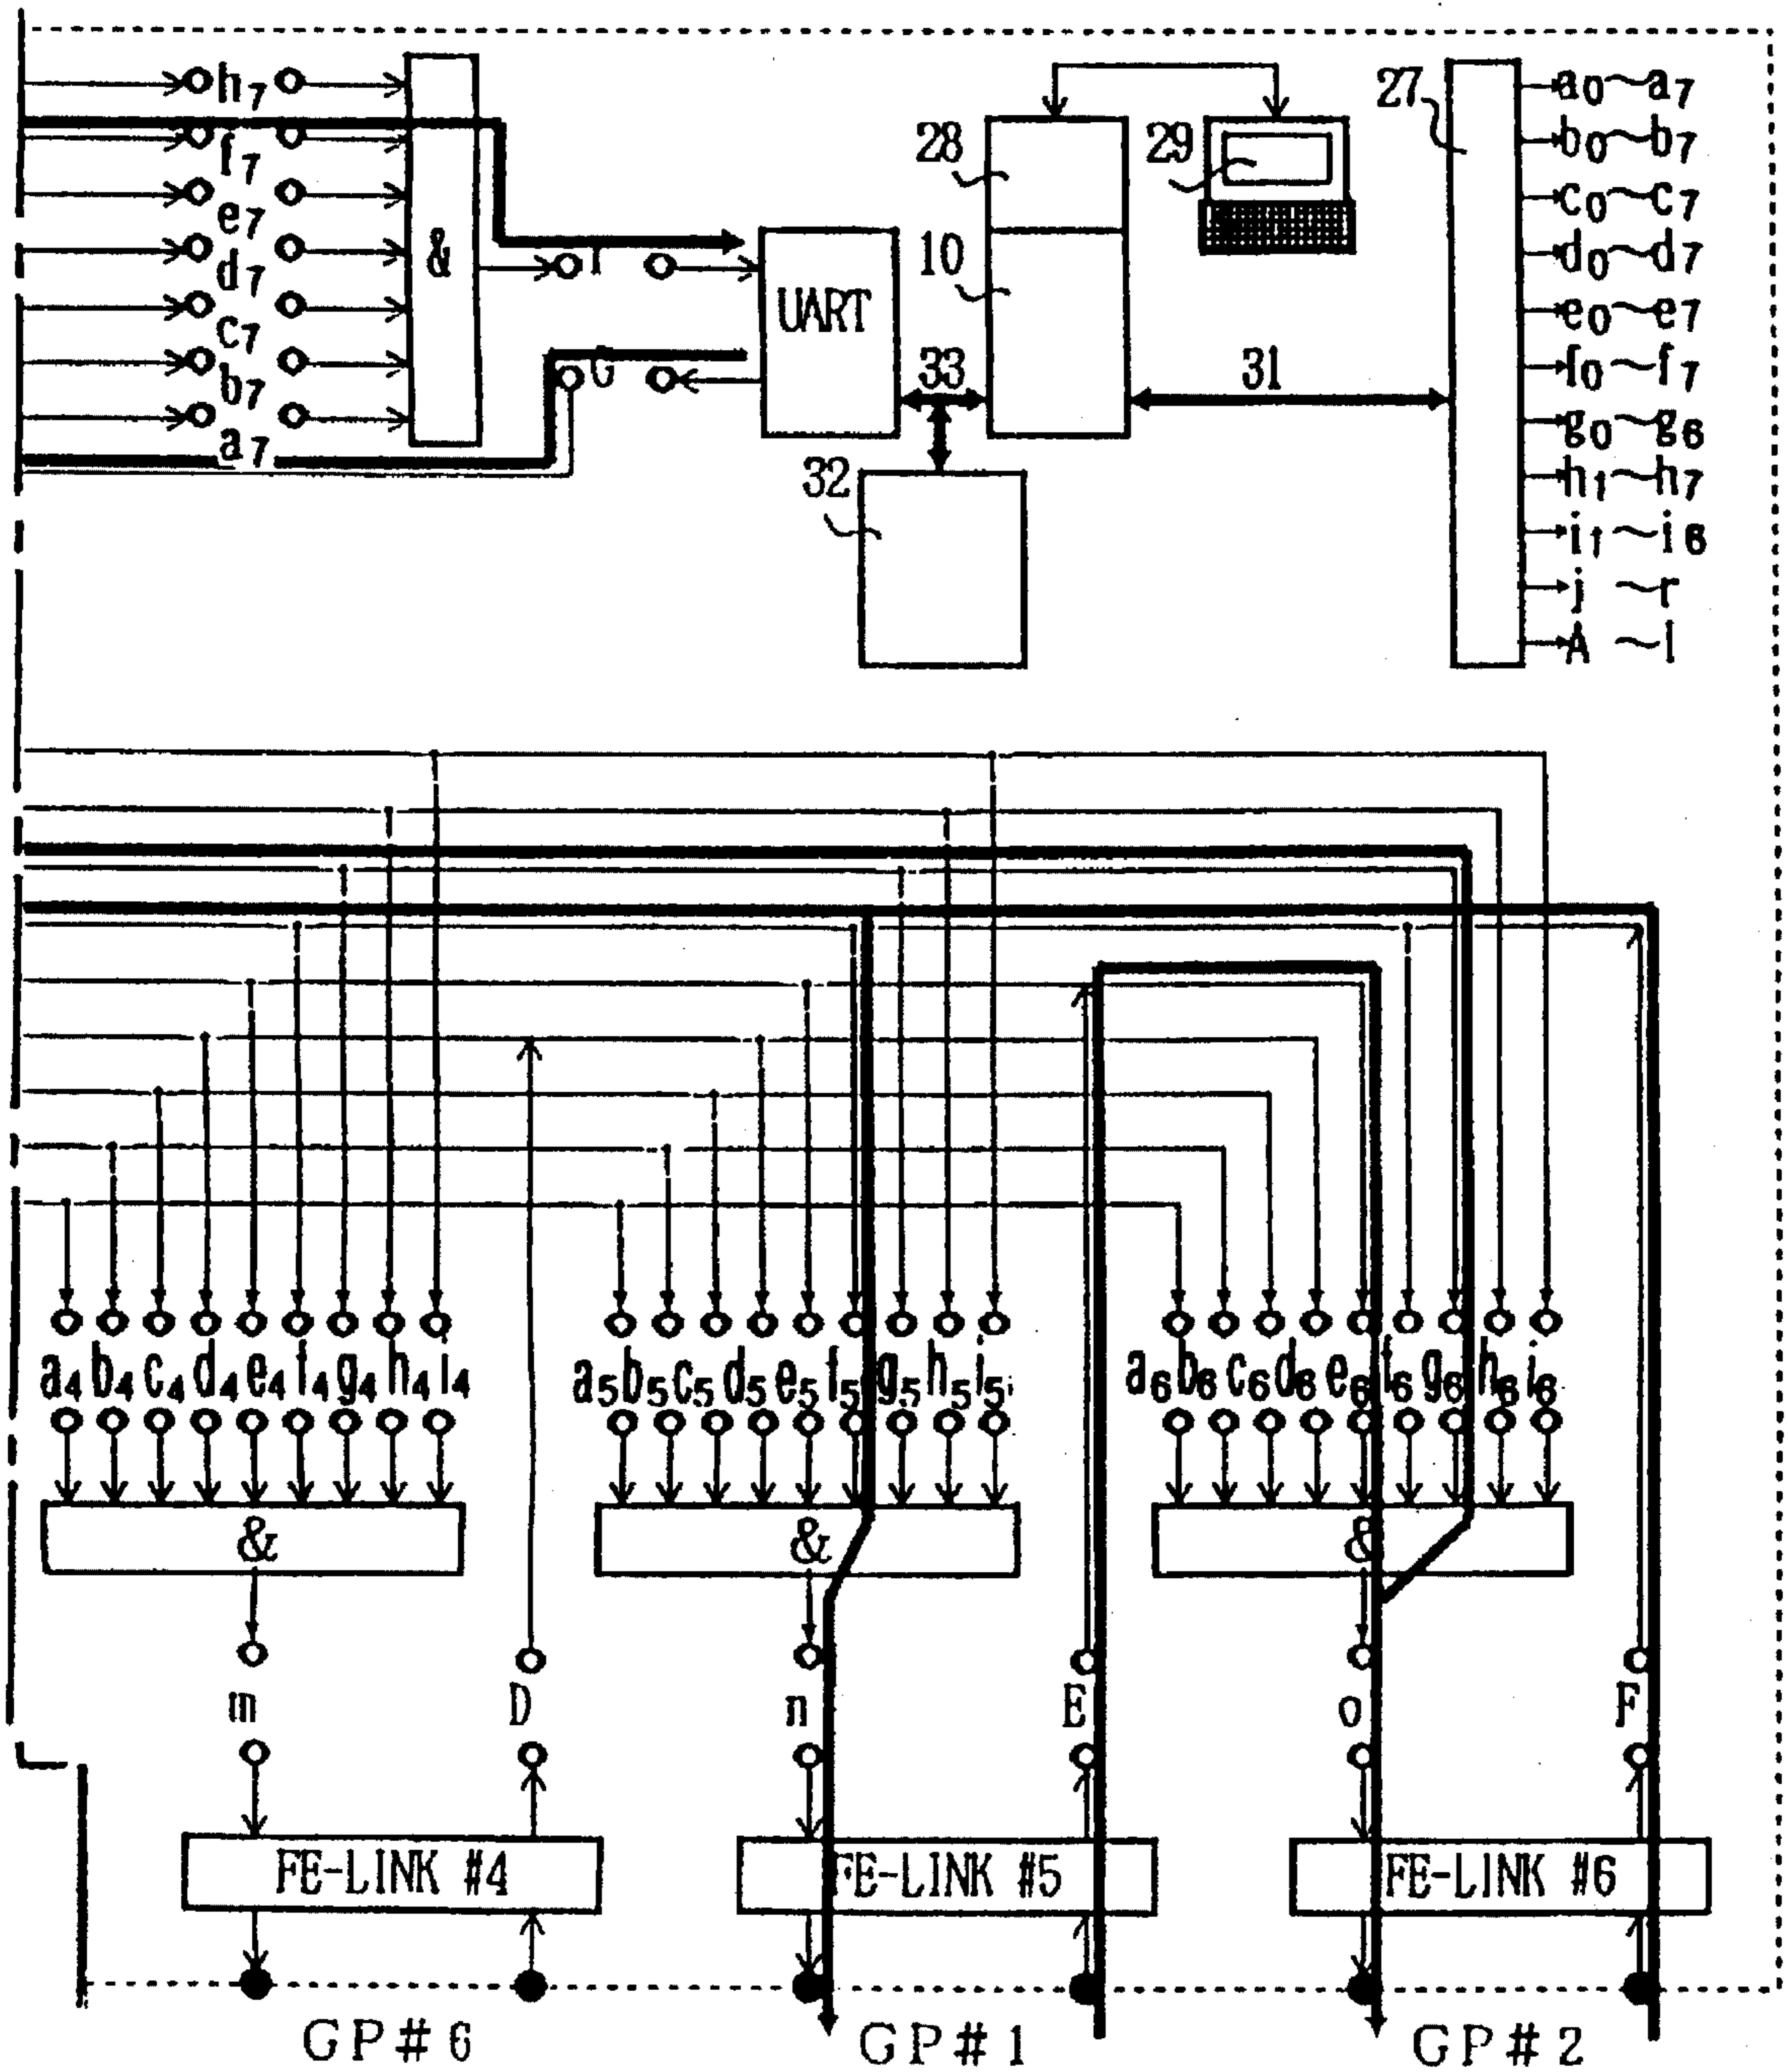 h7
f7
e7
d7
c7
b7
a7
&
I
G
UART
28
10
29
27
33
31
32
a0~a7
b0~b7
c0~c7
d0~d7
e0~e7
f0~f7
g0~g6
h1~h7
i1~i6
j ~r
A ~I
a4 b4 c4 d4 e4 f4 g4 h4 i4
a5 b5 c5 d5 e5 f5 g5 h5 i5
a6 b6 c6 d6 e6 f6 g6 h6 i6
& & &
m D n E o F
FE-LINK #4 FE-LINK #5 FE-LINK #6
GP#6 GP#1 GP#2